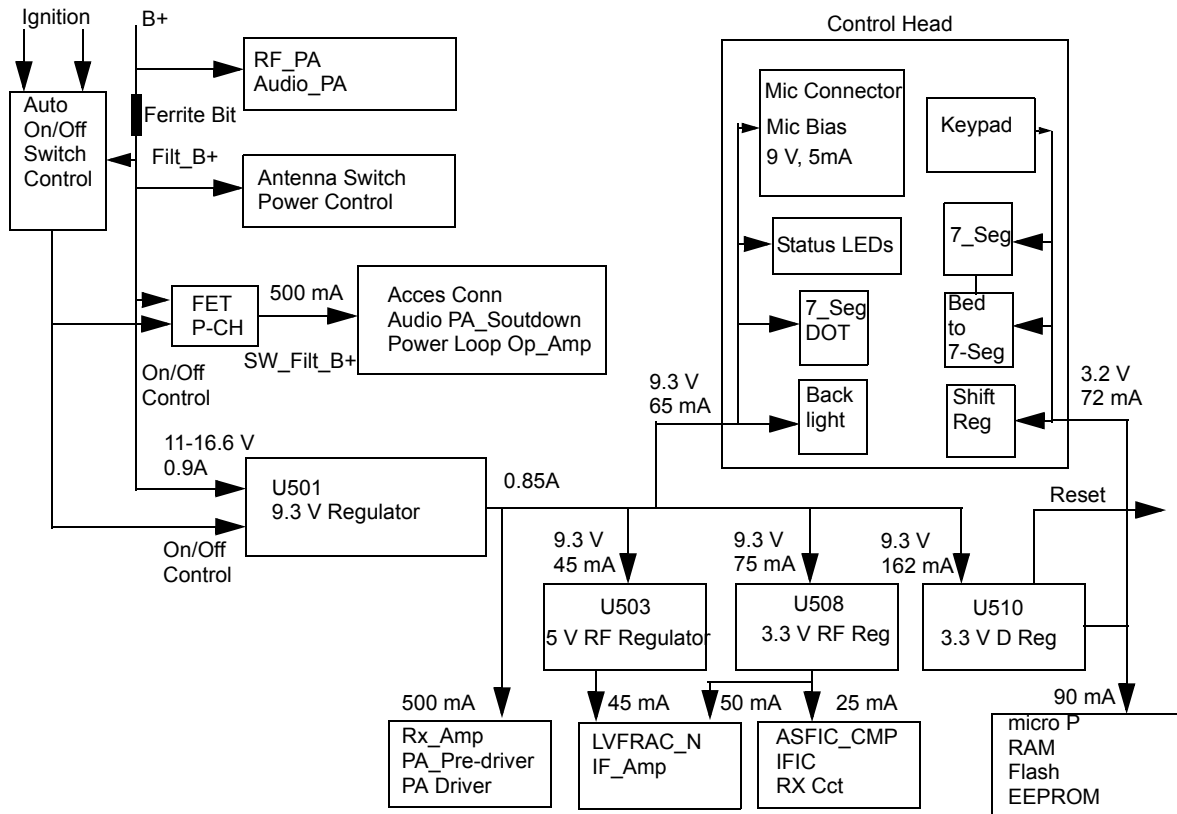 Ignition
B+
Control Head
RF_PA
Audio_PA
Auto
On/Off
Switch
Control
Ferrite Bit
Filt_B+
Antenna Switch
Power Control
Mic Connector
Mic Bias
9 V, 5mA
Keypad
Status LEDs
7_Seg
7_Seg
DOT
Bed
to
7-Seg
Back
light
Shift
Reg
FET
P-CH
500 mA
SW_Filt_B+
Acces Conn
Audio PA_Soutdown
Power Loop Op_Amp
On/Off
Control
9.3 V
65 mA
3.2 V
72 mA
11-16.6 V
0.9A
U501
9.3 V Regulator
0.85A
On/Off
Control
Reset
9.3 V
45 mA
9.3 V
75 mA
9.3 V
162 mA
U503
5 V RF Regulator
U508
3.3 V RF Reg
U510
3.3 V D Reg
500 mA
45 mA
50 mA
25 mA
90 mA
Rx_Amp
PA_Pre-driver
PA Driver
LVFRAC_N
IF_Amp
ASFIC_CMP
IFIC
RX Cct
micro P
RAM
Flash
EEPROM